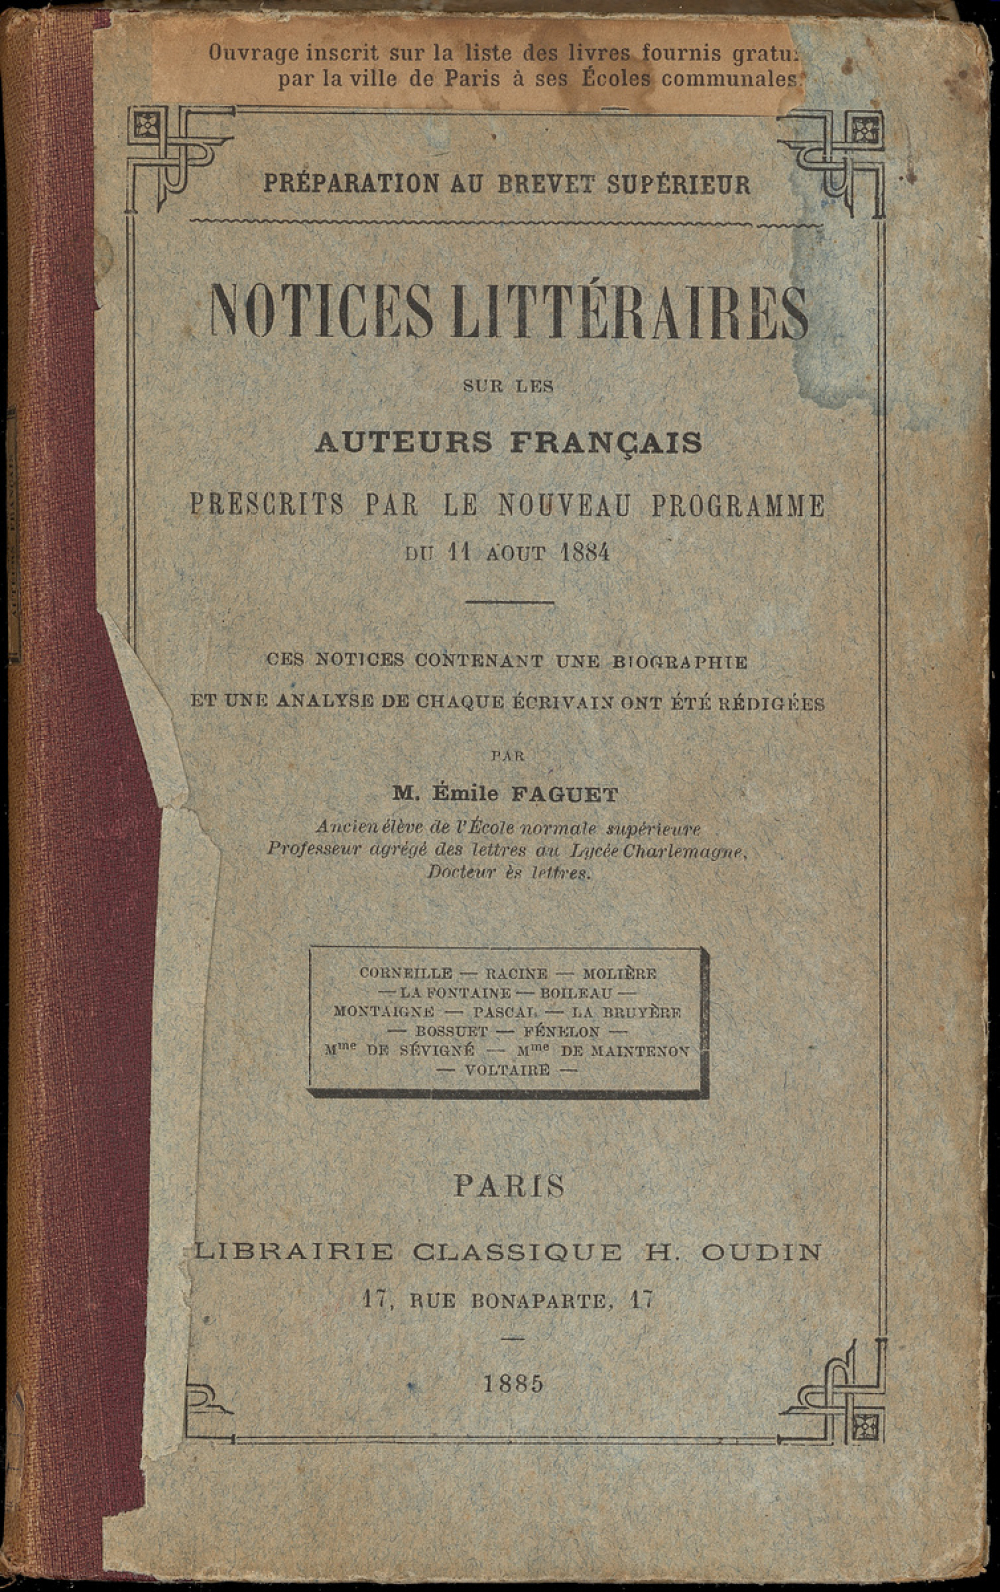 Ouvrage inscrit sur la liste des livres fournis
par la ville de Paris à ses Écoles communales
PRÉPARATION AU BREVET SUPÉRIEUR
NOTICES LITTÉRAIRES
SUR LES
AUTEURS FRANÇAIS
PRESCRITS PAR LE NOUVEAU PROGRAMME
DU 11 AOUT 1884
CES NOTICES CONTENANT UNE BIOGRAPHIE
ET UNE ANALYSE DE CHAQUE ÉCRIVAIN ONT ÉTÉ RÉDIGÉES
PAR
M. Émile FAGUET
Ancien élève de l'École normale supérieure
Professeur agrégé des lettres au Lycée Charlemagne,
Docteur ès lettres.
CORNEILLE — RACINE — MOLIÈRE
— LA FONTAINE — BOILEAU —
MONTAIGNE — PASCAL — LA BRUYÈRE
— BOSSUET — FÉNELON —
Mme DE SÉVIGNÉ — Mme DE MAINTENON
— VOLTAIRE —
PARIS
LIBRAIRIE CLASSIQUE H. OUDIN
17, RUE BONAPARTE, 17
1885